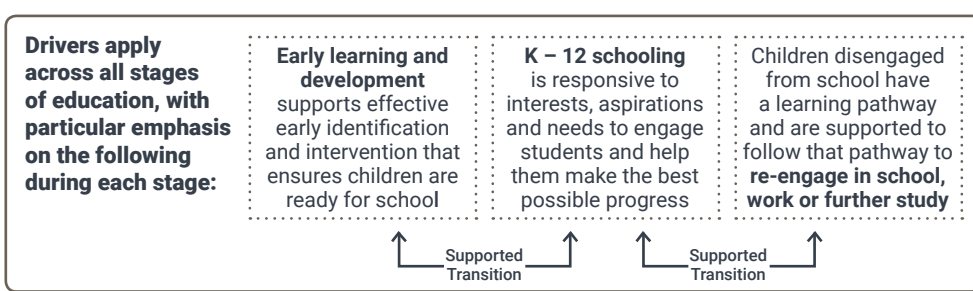 Drivers apply
across all stages
of education, with
particular emphasis
on the following
during each stage:
Early learning and
development
supports effective
early identification
and intervention that
ensures children are
ready for school
K – 12 schooling
is responsive to
interests, aspirations
and needs to engage
students and help
them make the best
possible progress
Children disengaged
from school have
a learning pathway
and are supported to
follow that pathway to
re-engage in school,
work or further study
Supported
Transition
Supported
Transition